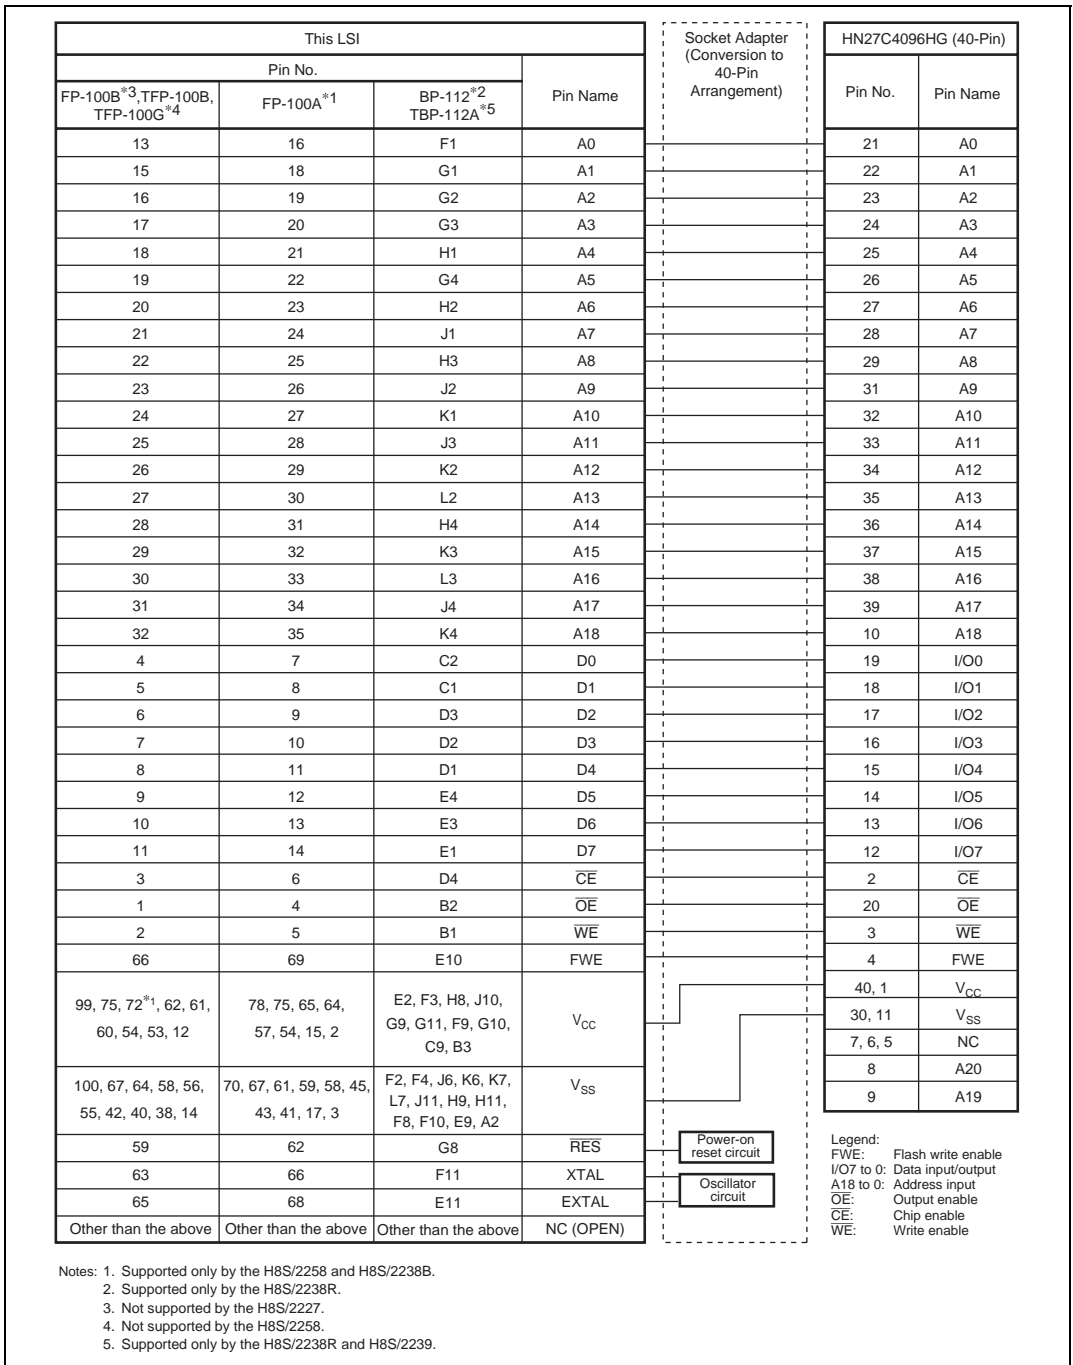 This LSI
Socket Adapter
(Conversion to
40-Pin
Arrangement)
HN27C4096HG (40-Pin)
Pin No.
Pin Name
Pin No.
Pin Name
FP-100B*3,TFP-100B,
TFP-100G*4
FP-100A*1
BP-112*2
TBP-112A*5
13 16 F1 A0 21 A0
15 18 G1 A1 22 A1
16 19 G2 A2 23 A2
17 20 G3 A3 24 A3
18 21 H1 A4 25 A4
19 22 G4 A5 26 A5
20 23 H2 A6 27 A6
21 24 J1 A7 28 A7
22 25 H3 A8 29 A8
23 26 J2 A9 31 A9
24 27 K1 A10 32 A10
25 28 J3 A11 33 A11
26 29 K2 A12 34 A12
27 30 L2 A13 35 A13
28 31 H4 A14 36 A14
29 32 K3 A15 37 A15
30 33 L3 A16 38 A16
31 34 J4 A17 39 A17
32 35 K4 A18 10 A18
4 7 C2 D0 19 I/O0
5 8 C1 D1 18 I/O1
6 9 D3 D2 17 I/O2
7 10 D2 D3 16 I/O3
8 11 D1 D4 15 I/O4
9 12 E4 D5 14 I/O5
10 13 E3 D6 13 I/O6
11 14 E1 D7 12 I/O7
3 6 D4 C̅E̅ 2 C̅E̅
1 4 B2 O̅E̅ 20 O̅E̅
2 5 B1 W̅E̅ 3 W̅E̅
66 69 E10 FWE 4 FWE
99, 75, 72*1, 62, 61,
60, 54, 53, 12
78, 75, 65, 64,
57, 54, 15, 2
E2, F3, H8, J10,
G9, G11, F9, G10,
C9, B3
VCC
40, 1 VCC
30, 11 VSS
7, 6, 5 NC
8 A20
9 A19
100, 67, 64, 58, 56,
55, 42, 40, 38, 14
70, 67, 61, 59, 58, 45,
43, 41, 17, 3
F2, F4, J6, K6, K7,
L7, J11, H9, H11,
F8, F10, E9, A2
VSS
59 62 G8 R̅E̅S̅
Power-on
reset circuit
63 66 F11 XTAL
65 68 E11 EXTAL
Oscillator
circuit
Other than the above Other than the above Other than the above NC (OPEN)
Legend:
FWE: Flash write enable
I/O7 to 0: Data input/output
A18 to 0: Address input
O̅E̅: Output enable
C̅E̅: Chip enable
W̅E̅: Write enable
Notes: 1. Supported only by the H8S/2258 and H8S/2238B.
2. Supported only by the H8S/2238R.
3. Not supported by the H8S/2227.
4. Not supported by the H8S/2258.
5. Supported only by the H8S/2238R and H8S/2239.